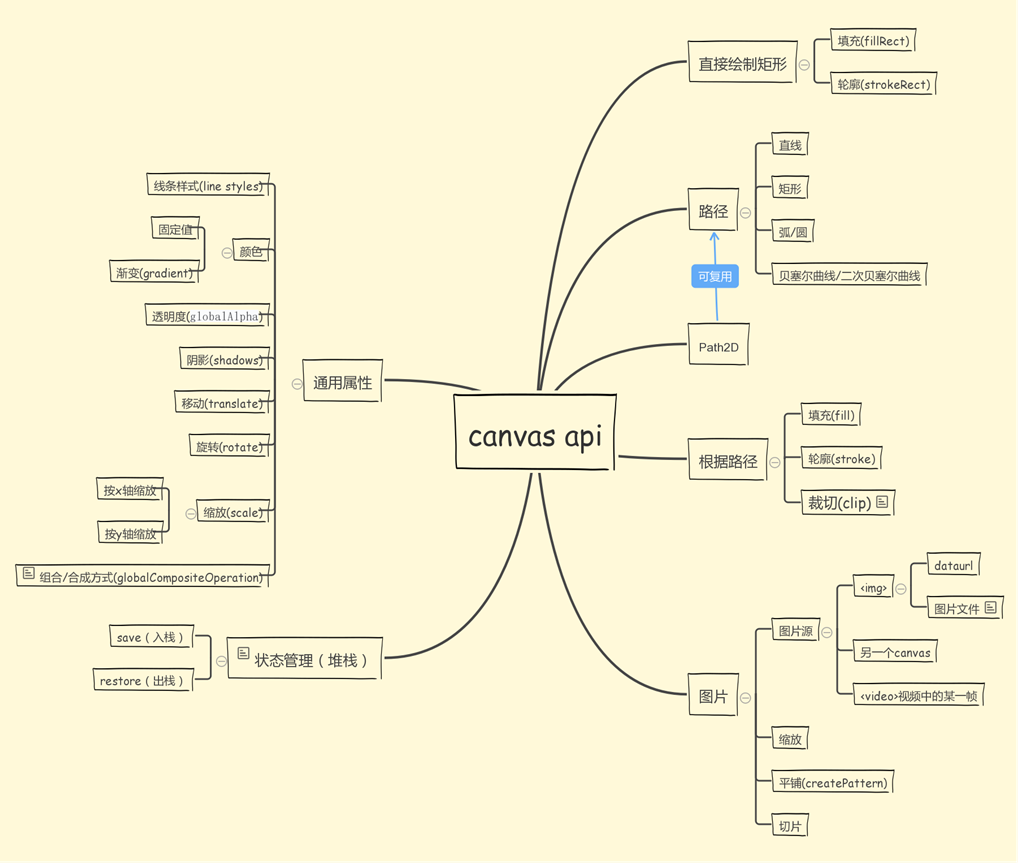 canvas api
直接绘制矩形
填充(fillRect)
轮廓(strokeRect)
路径
直线
矩形
弧/圆
贝塞尔曲线/二次贝塞尔曲线
可复用
Path2D
根据路径
填充(fill)
轮廓(stroke)
裁切(clip)
图片
图片源
<img>
dataurl
图片文件
另一个canvas
<video>视频中的某一帧
缩放
平铺(createPattern)
切片
通用属性
线条样式(line styles)
颜色
固定值
渐变(gradient)
透明度(globalAlpha)
阴影(shadows)
移动(translate)
旋转(rotate)
缩放(scale)
按x轴缩放
按y轴缩放
组合/合成方式(globalCompositeOperation)
状态管理（堆栈）
save（入栈）
restore（出栈）